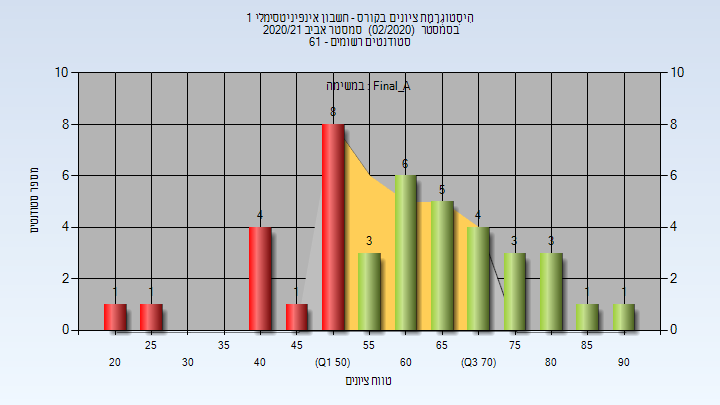 היסטוגרמת ציונים בקורס - חשבון אינפיניטסימלי 1
בסמסטר (02/2020) סמסטר אביב 2020/21
סטודנטים רשומים - 61
במשימה : Final_A
מספר סטודנטים
10 10
8 8
6 6
4 4
2 2
0 0
1 1 4 1 8 3 6 5 4 3 3 1 1
25 35 45 55 65 75 85
20 30 40 (Q1 50) 60 (Q3 70) 80 90
טווח ציונים